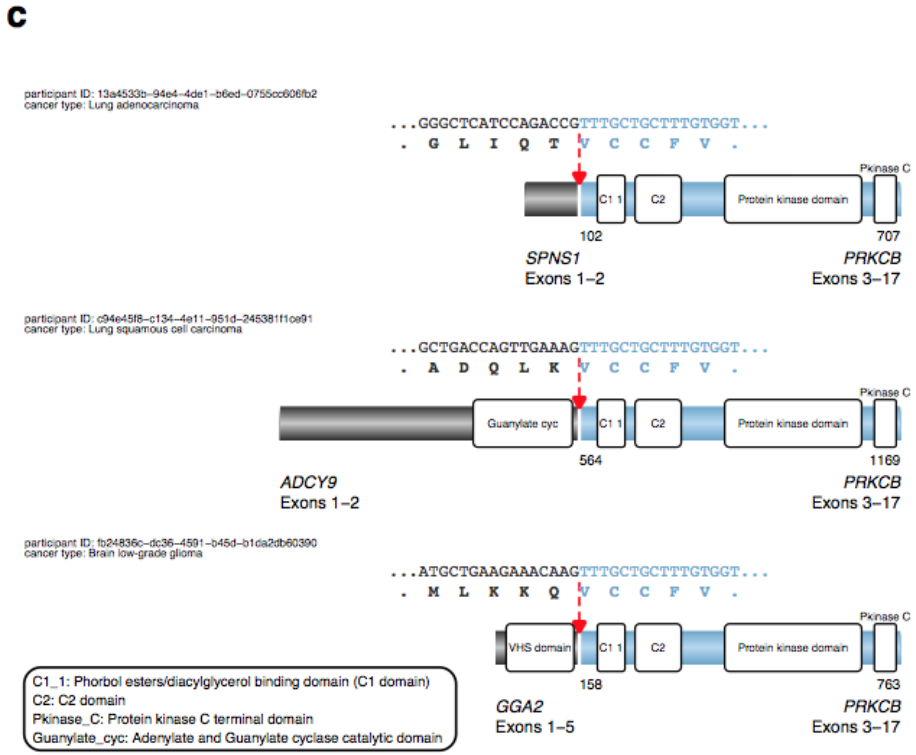 C
participant ID: 13a4533b-94e4-4de1-b6ed-0755cc606fb2
cancer type: Lung adenocarcinoma
...GGGCTCATCCAGACCGTTTGCTGCTTTGTGGT...
. G L I Q T V C C F V .
Pkinase C
C1 1 C2 Protein kinase domain
102 707
SPNS1 PRKCB
Exons 1-2 Exons 3-17
participant ID: c94e45f8-c134-4e11-951d-245381f1ce91
cancer type: Lung squamous cell carcinoma
...GCTGACCAGTTGAAAGTTTGCTGCTTTGTGGT...
. A D Q L K V C C F V .
Pkinase C
Guanylate cyc C1 1 C2 Protein kinase domain
564 1169
ADCY9 PRKCB
Exons 1-2 Exons 3-17
participant ID: fb24836c-dc36-4591-b45d-b1da2db60390
cancer type: Brain low-grade glioma
...ATGCTGAAGAAACAAGTTTGCTGCTTTGTGGT...
. M L K K Q V C C F V .
Pkinase C
VHS domain C1 1 C2 Protein kinase domain
158 763
GGA2 PRKCB
Exons 1-5 Exons 3-17
C1_1: Phorbol esters/diacylglycerol binding domain (C1 domain)
C2: C2 domain
Pkinase_C: Protein kinase C terminal domain
Guanylate_cyc: Adenylate and Guanylate cyclase catalytic domain